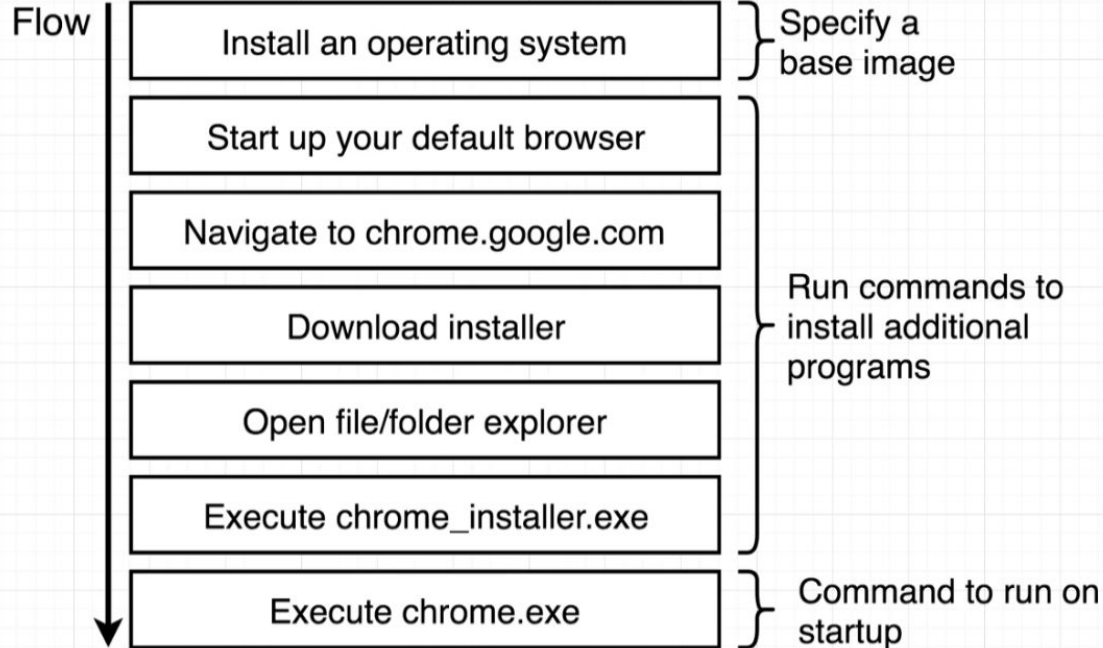 Flow
Install an operating system
Specify a
base image
Start up your default browser
Navigate to chrome.google.com
Download installer
Open file/folder explorer
Execute chrome_installer.exe
Run commands to
install additional
programs
Execute chrome.exe
Command to run on
startup